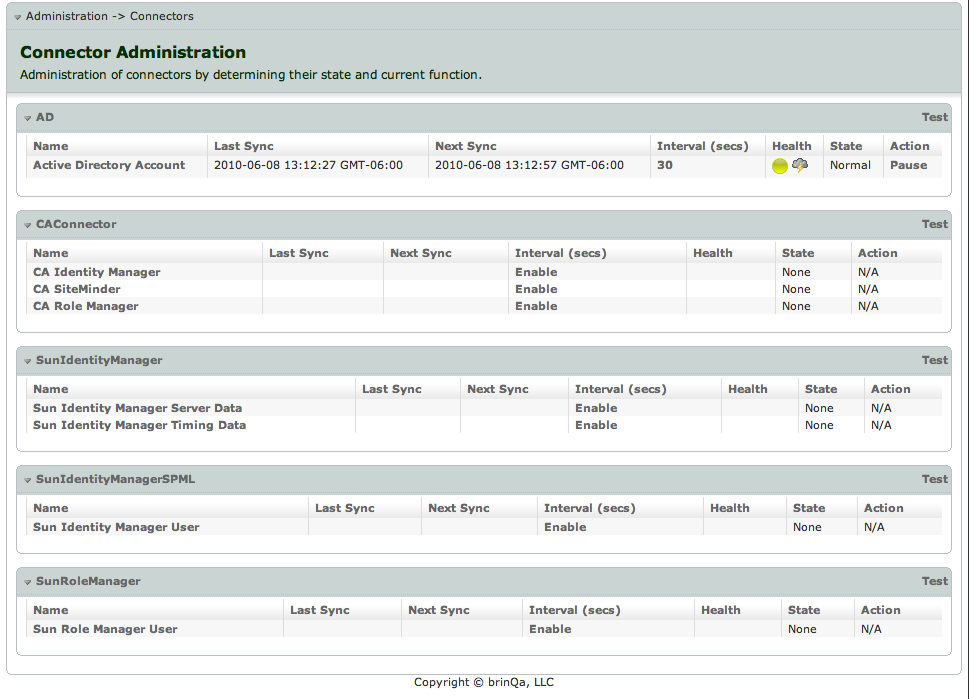 Administration -> Connectors
Connector Administration
Administration of connectors by determining their state and current function.
AD Test
Name Last Sync Next Sync Interval (secs) Health State Action
Active Directory Account 2010-06-08 13:12:27 GMT-06:00 2010-06-08 13:12:57 GMT-06:00 30 Normal Pause
CAConnector Test
Name Last Sync Next Sync Interval (secs) Health State Action
CA Identity Manager Enable None N/A
CA SiteMinder Enable None N/A
CA Role Manager Enable None N/A
SunIdentityManager Test
Name Last Sync Next Sync Interval (secs) Health State Action
Sun Identity Manager Server Data Enable None N/A
Sun Identity Manager Timing Data Enable None N/A
SunIdentityManagerSPML Test
Name Last Sync Next Sync Interval (secs) Health State Action
Sun Identity Manager User Enable None N/A
SunRoleManager Test
Name Last Sync Next Sync Interval (secs) Health State Action
Sun Role Manager User Enable None N/A
Copyright © brinQa, LLC